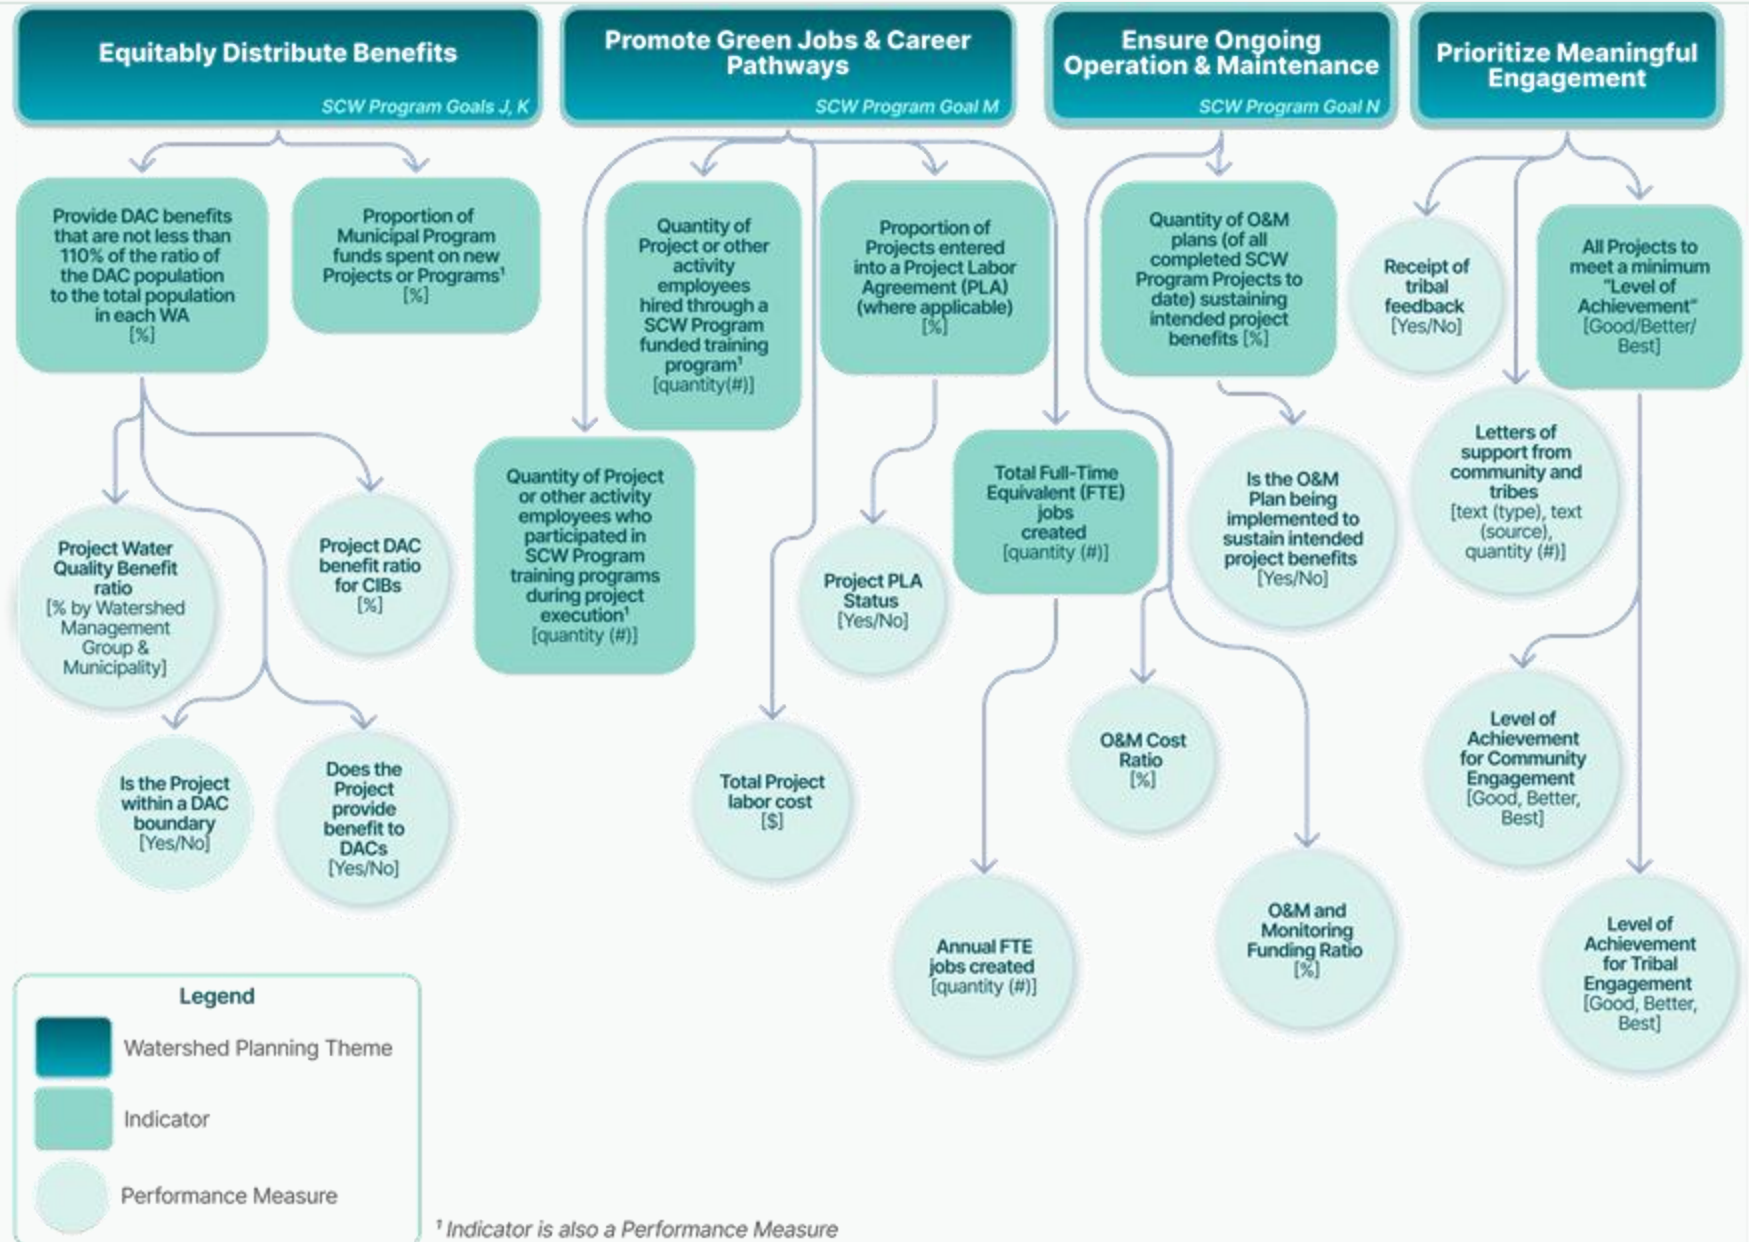 Equitably Distribute Benefits
SCW Program Goals J, K
Promote Green Jobs & Career
Pathways
SCW Program Goal M
Ensure Ongoing
Operation & Maintenance
SCW Program Goal N
Prioritize Meaningful
Engagement
Provide DAC benefits
that are not less than
110% of the ratio of
the DAC population
to the total population
in each WA
[%]
Proportion of
Municipal Program
funds spent on new
Projects or Programs¹
[%]
Quantity of
Project or other
activity
employees
hired through a
SCW Program
funded training
program¹
[quantity(#)]
Proportion of
Projects entered
into a Project Labor
Agreement (PLA)
(where applicable)
[%]
Quantity of O&M
plans (of all
completed SCW
Program Projects to
date) sustaining
intended project
benefits [%]
Receipt of
tribal
feedback
[Yes/No]
All Projects to
meet a minimum
"Level of
Achievement"
[Good/Better/
Best]
Quantity of Project
or other activity
employees who
participated in
SCW Program
training programs
during project
execution¹
[quantity (#)]
Total Full-Time
Equivalent (FTE)
jobs
created
[quantity (#)]
Is the O&M
Plan being
implemented to
sustain intended
project benefits
[Yes/No]
Letters of
support from
community and
tribes
[text (type), text
(source),
quantity (#)]
Project Water
Quality Benefit
ratio
[% by Watershed
Management
Group &
Municipality]
Project DAC
benefit ratio
for CIBs
[%]
Project PLA
Status
[Yes/No]
Is the Project
within a DAC
boundary
[Yes/No]
Does the
Project
provide
benefit to
DACs
[Yes/No]
Total Project
labor cost
[$]
O&M Cost
Ratio
[%]
Level of
Achievement
for Community
Engagement
[Good, Better,
Best]
Annual FTE
jobs created
[quantity (#)]
O&M and
Monitoring
Funding Ratio
[%]
Level of
Achievement
for Tribal
Engagement
[Good, Better,
Best]
Legend
Watershed Planning Theme
Indicator
Performance Measure
¹ Indicator is also a Performance Measure